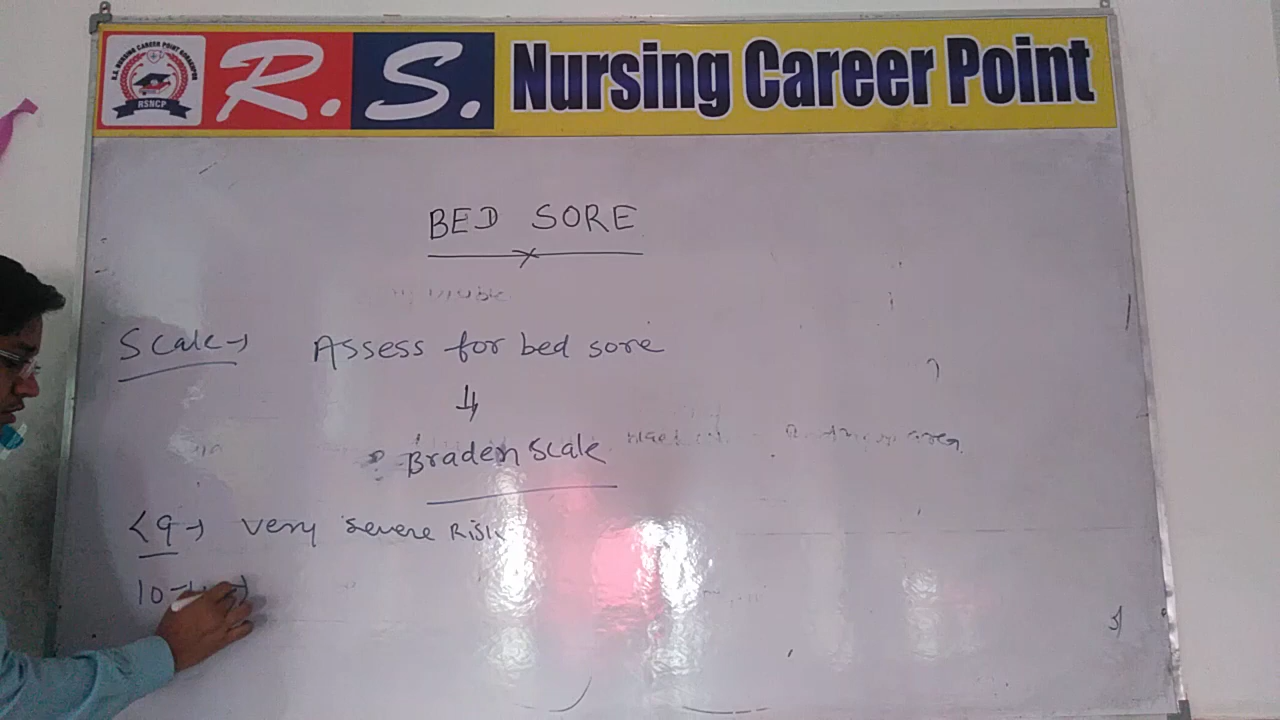 R. S. Nursing Career Point
RSNCP
BED SORE
Scale → Assess for bed sore
Braden Scale
<9 → Very Severe Risk
10-